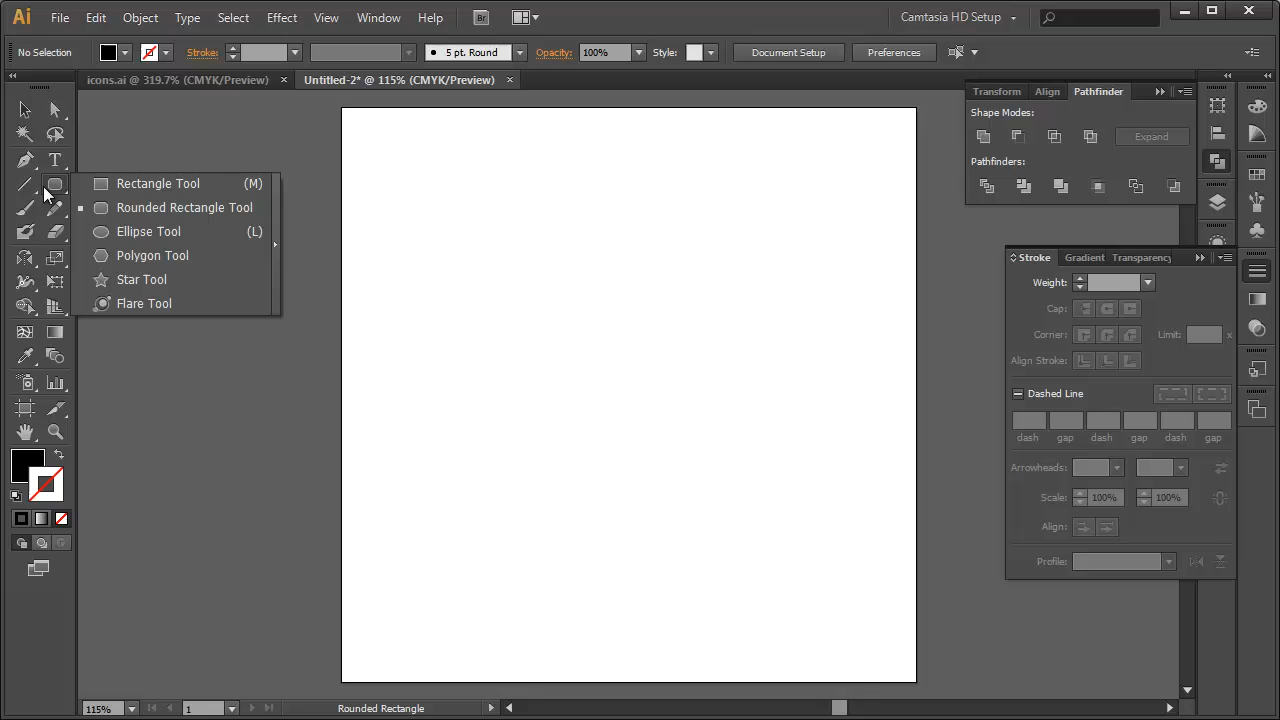 Ai File Edit Object Type Select Effect View Window Help Br Camtasia HD Setup
No Selection Stroke: 5 pt. Round Opacity: 100% Style: Document Setup Preferences
icons.ai @ 319.7% (CMYK/Preview) × Untitled-2* @ 115% (CMYK/Preview) ×
Transform Align Pathfinder
Shape Modes:
Expand
Pathfinders:
T
Rectangle Tool (M)
Rounded Rectangle Tool
Ellipse Tool (L)
Polygon Tool
Star Tool
Flare Tool
Stroke Gradient Transparency
Weight:
Cap:
Corner: Limit: x
Align Stroke:
Dashed Line
dash gap dash gap dash gap
Arrowheads:
Scale: 100% 100%
Align:
Profile:
115% 1 Rounded Rectangle